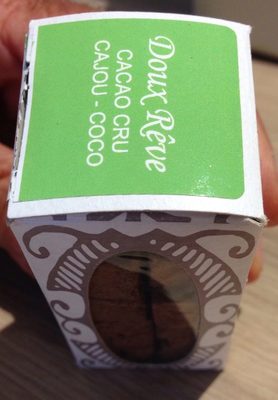 Doux Rêve
CACAO CRU
CAJOU - COCO